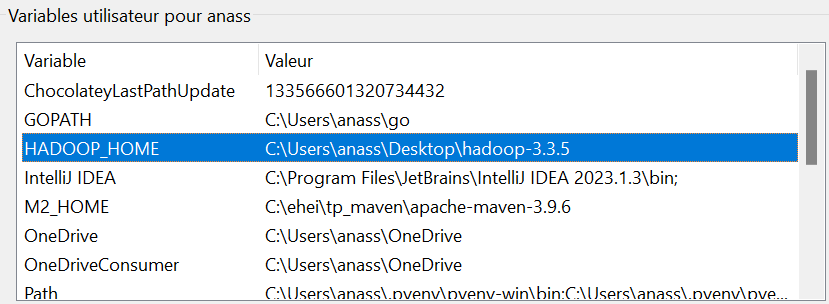 Variables utilisateur pour anass
Variable Valeur
ChocolateyLastPathUpdate 133566601320734432
GOPATH C:\Users\anass\go
HADOOP_HOME C:\Users\anass\Desktop\hadoop-3.3.5
IntelliJ IDEA C:\Program Files\JetBrains\IntelliJ IDEA 2023.1.3\bin;
M2_HOME C:\ehei\tp_maven\apache-maven-3.9.6
OneDrive C:\Users\anass\OneDrive
OneDriveConsumer C:\Users\anass\OneDrive
Path C:\Users\anass\.pyenv\pyenv-win\bin;C:\Users\anass\.pyenv\pye...